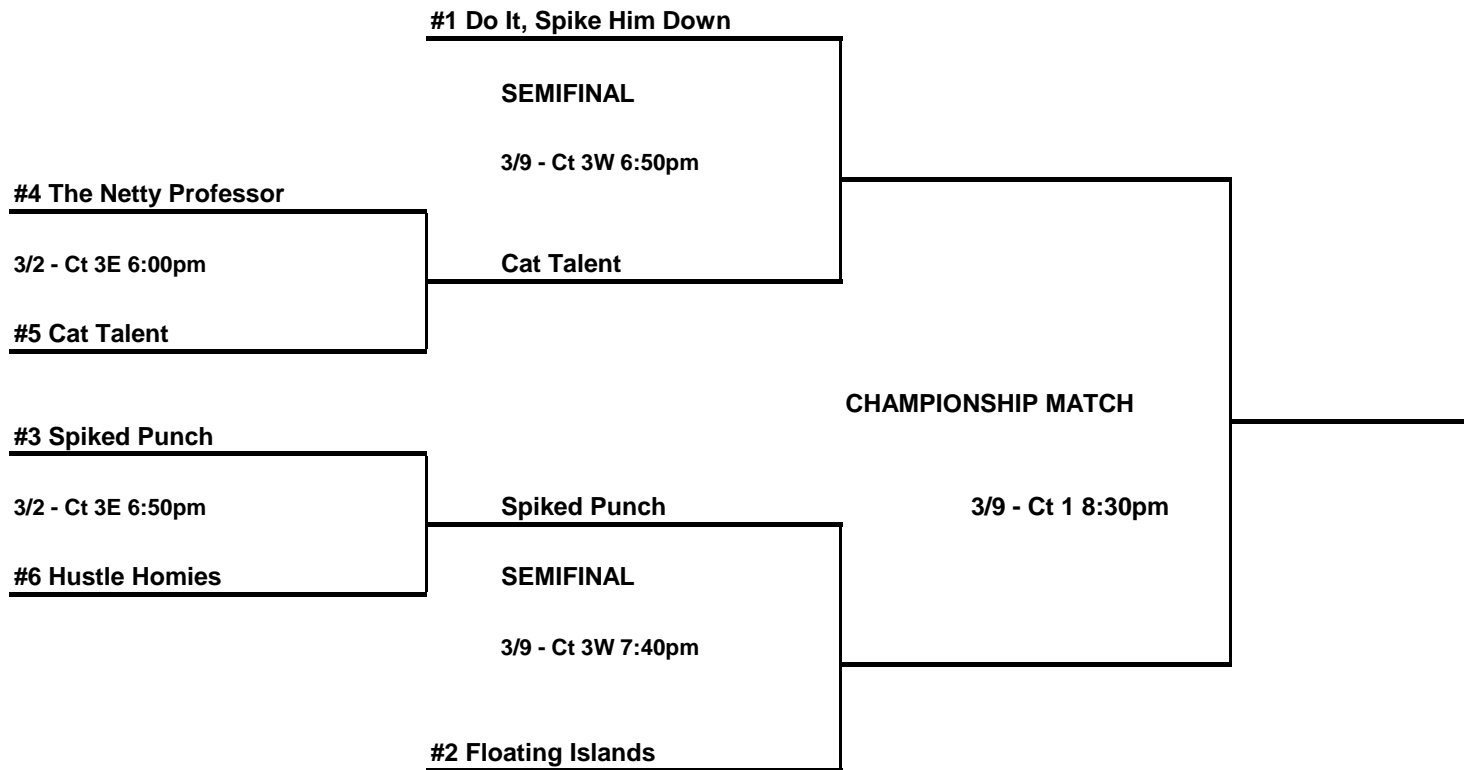 #1 Do It, Spike Him Down
SEMIFINAL
3/9 - Ct 3W 6:50pm
#4 The Netty Professor
3/2 - Ct 3E 6:00pm
Cat Talent
#5 Cat Talent
CHAMPIONSHIP MATCH
#3 Spiked Punch
3/2 - Ct 3E 6:50pm
Spiked Punch
3/9 - Ct 1 8:30pm
#6 Hustle Homies
SEMIFINAL
3/9 - Ct 3W 7:40pm
#2 Floating Islands